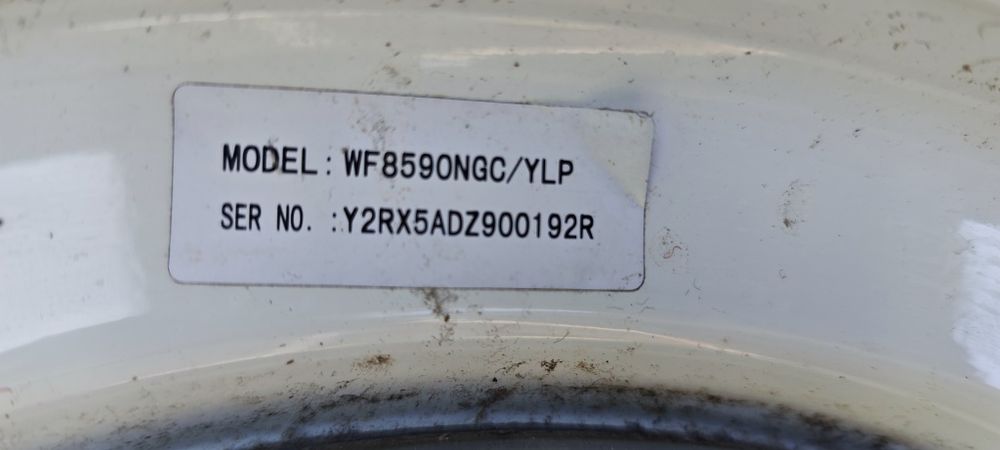 MODEL: WF8590NGC/YLP
SER NO. :Y2RX5ADZ900192R